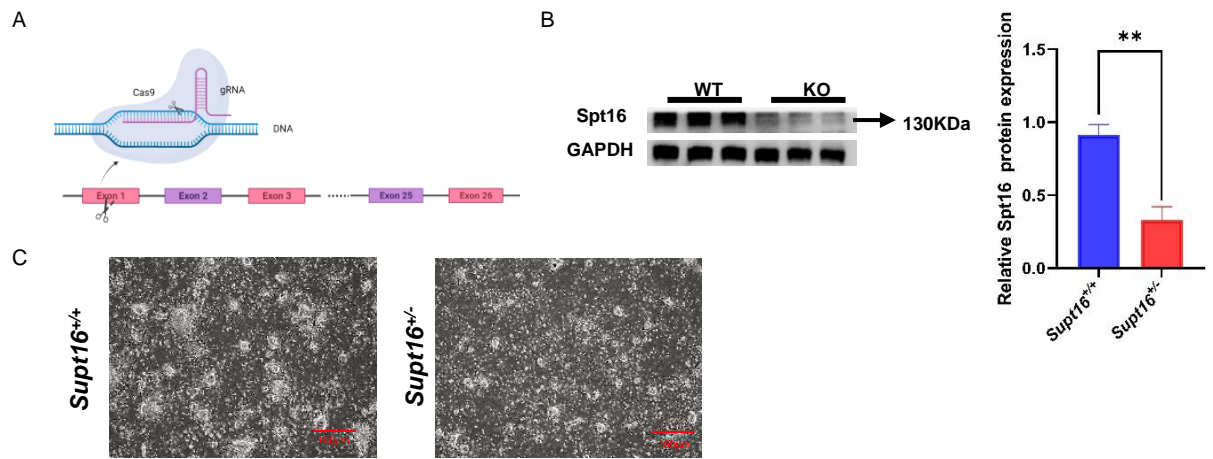 A
Cas9
gRNA
DNA
Exon 1
Exon 2
Exon 3
Exon 25
Exon 26
B
WT
KO
Spt16
130KDa
GAPDH
Relative Spt16 protein expression
1.5
1.0
0.5
0.0
**
Supt16+/+
Supt16+/-
C
Supt16+/+
Supt16+/-